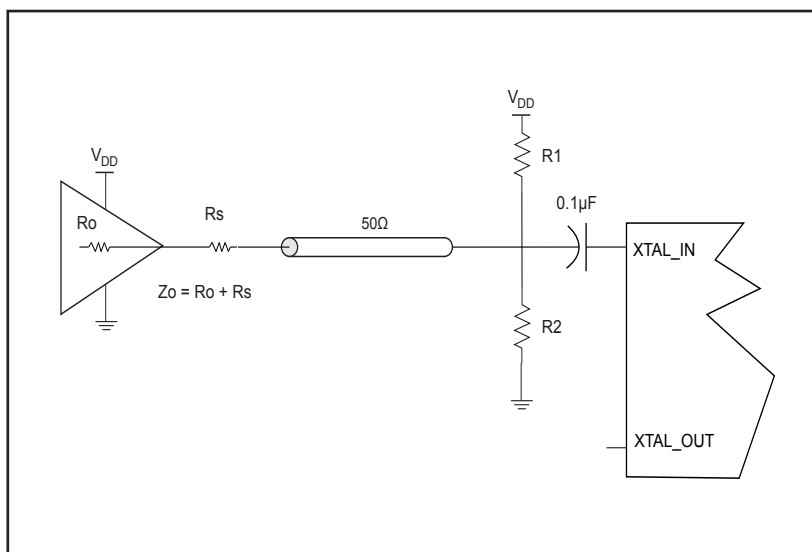 V_DD
R1
V_DD
0.1µF
Ro
Rs
50Ω
XTAL_IN
Zo = Ro + Rs
R2
XTAL_OUT